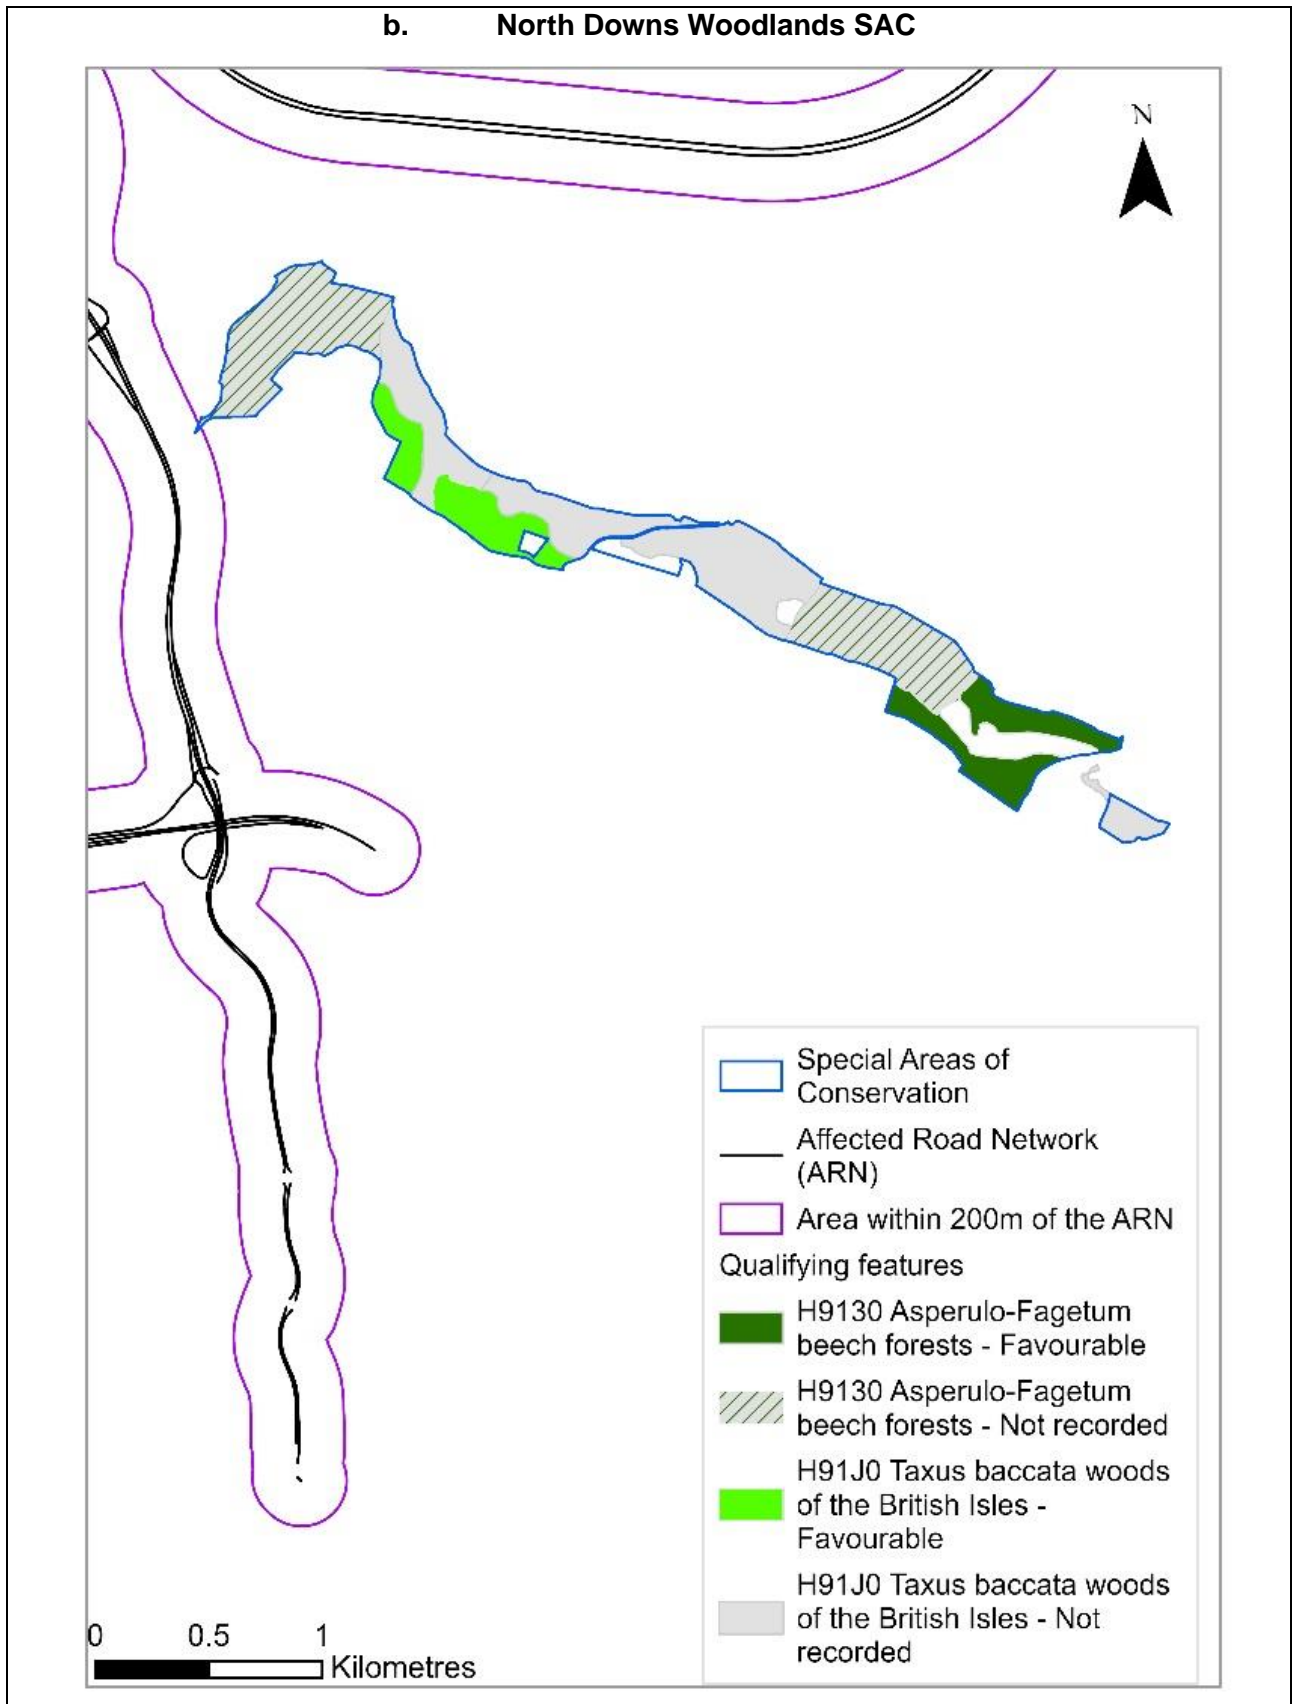 b. North Downs Woodlands SAC
N
Special Areas of
Conservation
Affected Road Network
(ARN)
Area within 200m of the ARN
Qualifying features
H9130 Asperulo-Fagetum
beech forests - Favourable
H9130 Asperulo-Fagetum
beech forests - Not recorded
H91J0 Taxus baccata woods
of the British Isles -
Favourable
H91J0 Taxus baccata woods
of the British Isles - Not
recorded
0 0.5 1
Kilometres